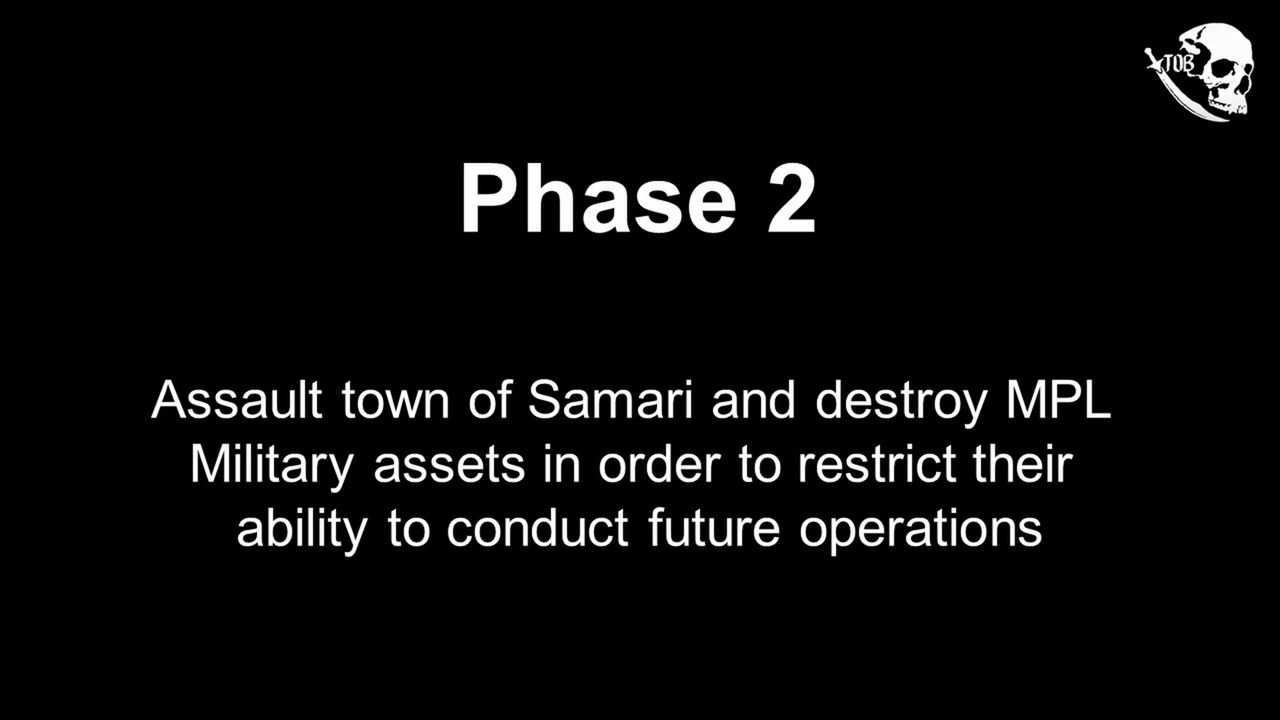 TOB
Phase 2
Assault town of Samari and destroy MPL
Military assets in order to restrict their
ability to conduct future operations